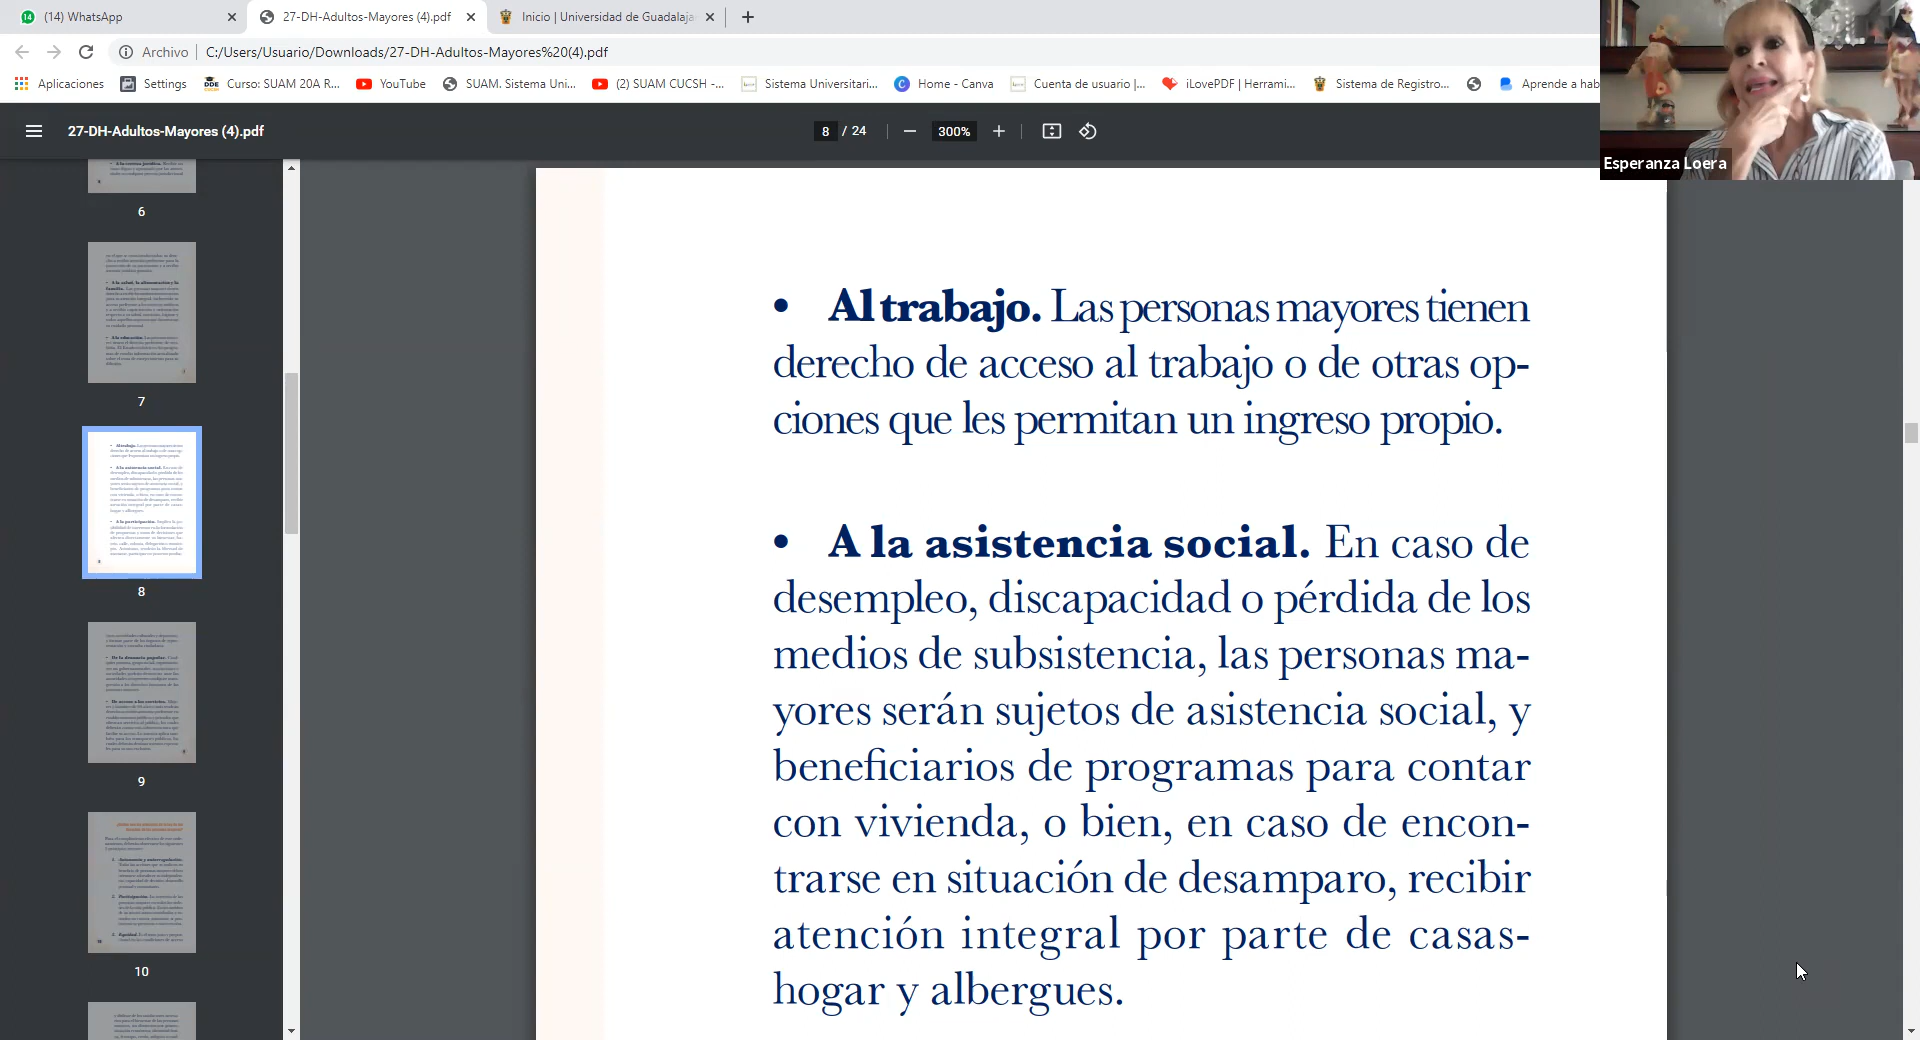 (14) WhatsApp
27-DH-Adultos-Mayores (4).pdf
Inicio | Universidad de Guadalaja
Archivo | C:/Users/Usuario/Downloads/27-DH-Adultos-Mayores%20(4).pdf
Aplicaciones
Settings
Curso: SUAM 20A R...
YouTube
SUAM. Sistema Uni...
(2) SUAM CUCSH -...
Sistema Universitari...
Home - Canva
Cuenta de usuario |...
iLovePDF | Herrami...
Sistema de Registro...
Aprende a hab
27-DH-Adultos-Mayores (4).pdf
8 / 24
300%
Esperanza Loera
6
7
8
9
10
• Al trabajo. Las personas mayores tienen
derecho de acceso al trabajo o de otras op-
ciones que les permitan un ingreso propio.
• A la asistencia social. En caso de
desempleo, discapacidad o pérdida de los
medios de subsistencia, las personas ma-
yores serán sujetos de asistencia social, y
beneficiarios de programas para contar
con vivienda, o bien, en caso de encon-
trarse en situación de desamparo, recibir
atención integral por parte de casas-
hogar y albergues.